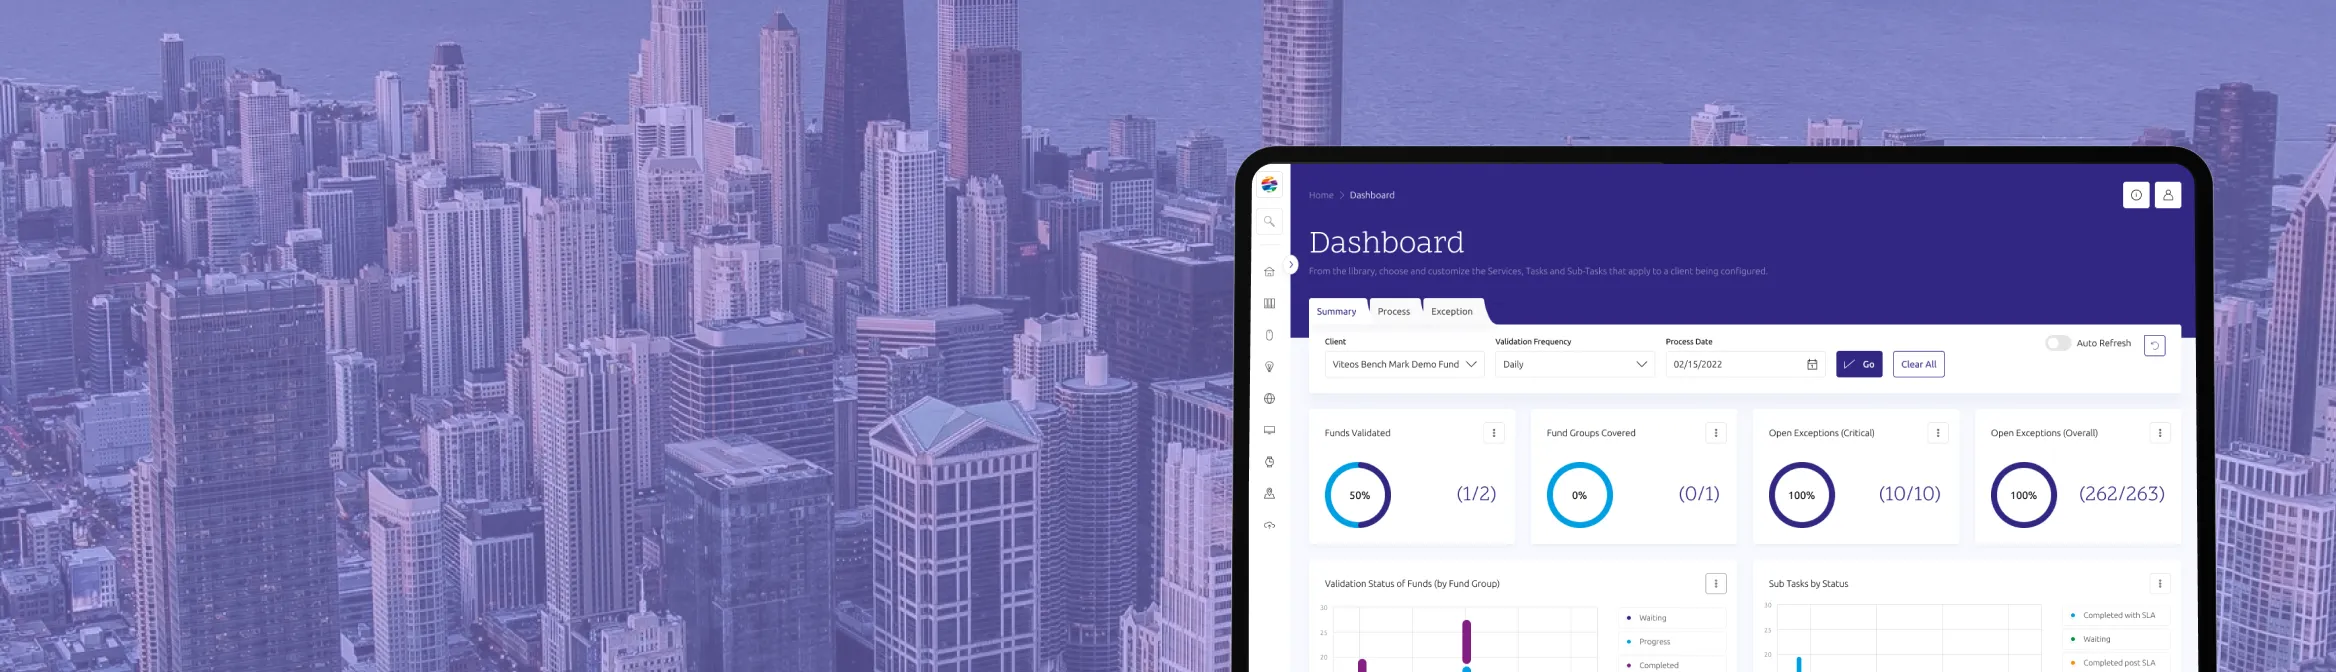 Home > Dashboard
Dashboard
From the library, choose and customize the Services, Tasks and Sub-Tasks that apply to a client being configured.
Summary Process Exception
Client Validation Frequency Process Date
Auto Refresh
Viteos Bench Mark Demo Fund Daily 02/15/2022 Go Clear All
Funds Validated
50% (1/2)
Fund Groups Covered
0% (0/1)
Open Exceptions (Critical)
100% (10/10)
Open Exceptions (Overall)
100% (262/263)
Validation Status of Funds (by Fund Group)
30
25
20
Waiting
Progress
Completed
Sub Tasks by Status
30
25
20
Completed with SLA
Waiting
Completed post SLA